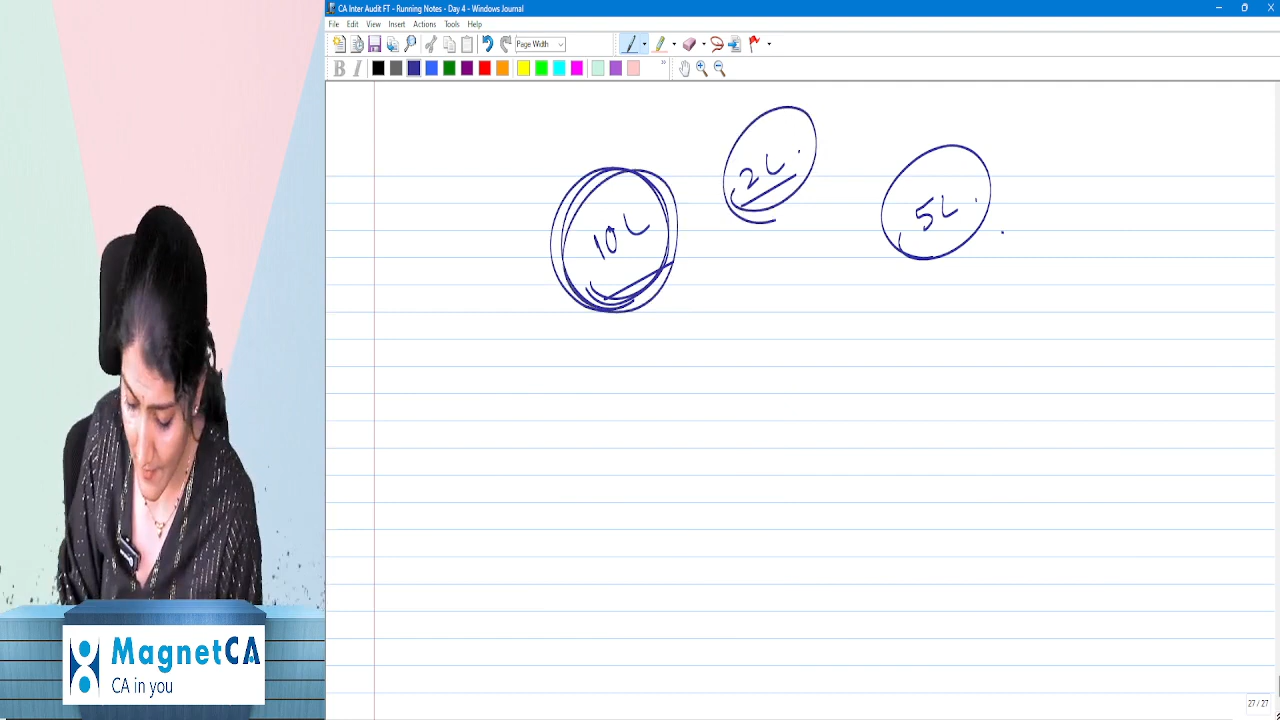 CA Inter Audit FT - Running Notes - Day 4 - Windows Journal
File Edit View Insert Actions Tools Help
Page Width
B I
2L.
10L
5L.
MagnetCA
CA in you
27 / 27